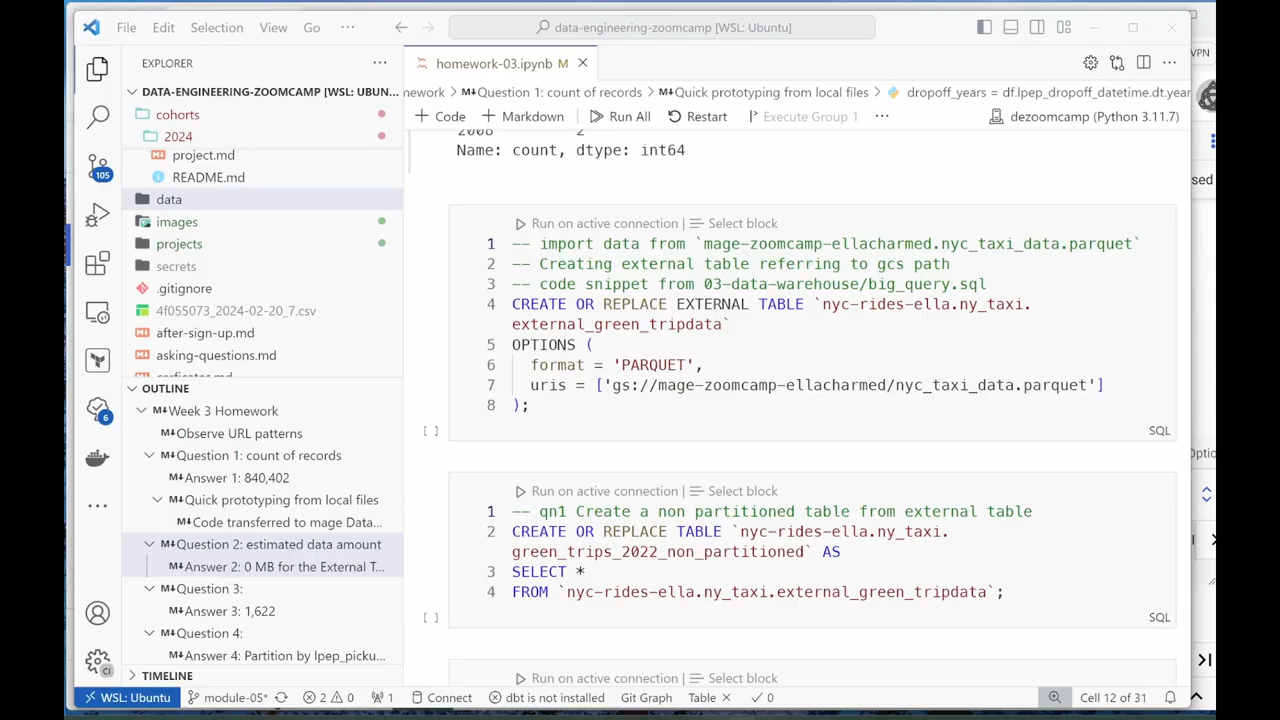 File Edit Selection View Go ···
data-engineering-zoomcamp [WSL: Ubuntu]
EXPLORER
DATA-ENGINEERING-ZOOMCAMP [WSL: UBUN...
cohorts
2024
project.md
README.md
data
images
projects
secrets
.gitignore
4f055073_2024-02-20_7.csv
after-sign-up.md
asking-questions.md
OUTLINE
M↓Week 3 Homework
M↓Observe URL patterns
M↓Question 1: count of records
M↓Answer 1: 840,402
M↓Quick prototyping from local files
M↓Code transferred to mage Data...
M↓Question 2: estimated data amount
M↓Answer 2: 0 MB for the External T...
M↓Question 3:
M↓Answer 3: 1,622
M↓Question 4:
M↓Answer 4: Partition by lpep_picku...
TIMELINE
105
6
homework-03.ipynb M
nework > M↓Question 1: count of records > M↓Quick prototyping from local files > dropoff_years = df.lpep_dropoff_datetime.dt.year
+ Code + Markdown Run All Restart Execute Group 1 ··· dezoomcamp (Python 3.11.7)
2008 2
Name: count, dtype: int64
Run on active connection | Select block
1 -- import data from `mage-zoomcamp-ellacharmed.nyc_taxi_data.parquet`
2 -- Creating external table referring to gcs path
3 -- code snippet from 03-data-warehouse/big_query.sql
4 CREATE OR REPLACE EXTERNAL TABLE `nyc-rides-ella.ny_taxi.
external_green_tripdata`
5 OPTIONS (
6 format = 'PARQUET',
7 uris = ['gs://mage-zoomcamp-ellacharmed/nyc_taxi_data.parquet']
8 );
[ ] SQL
Run on active connection | Select block
1 -- qn1 Create a non partitioned table from external table
2 CREATE OR REPLACE TABLE `nyc-rides-ella.ny_taxi.
green_trips_2022_non_partitioned` AS
3 SELECT *
4 FROM `nyc-rides-ella.ny_taxi.external_green_tripdata`;
[ ] SQL
Run on active connection | Select block
VPN
sed
Optio
WSL: Ubuntu module-05* 2 0 1 Connect dbt is not installed Git Graph Table × 0 Cell 12 of 31